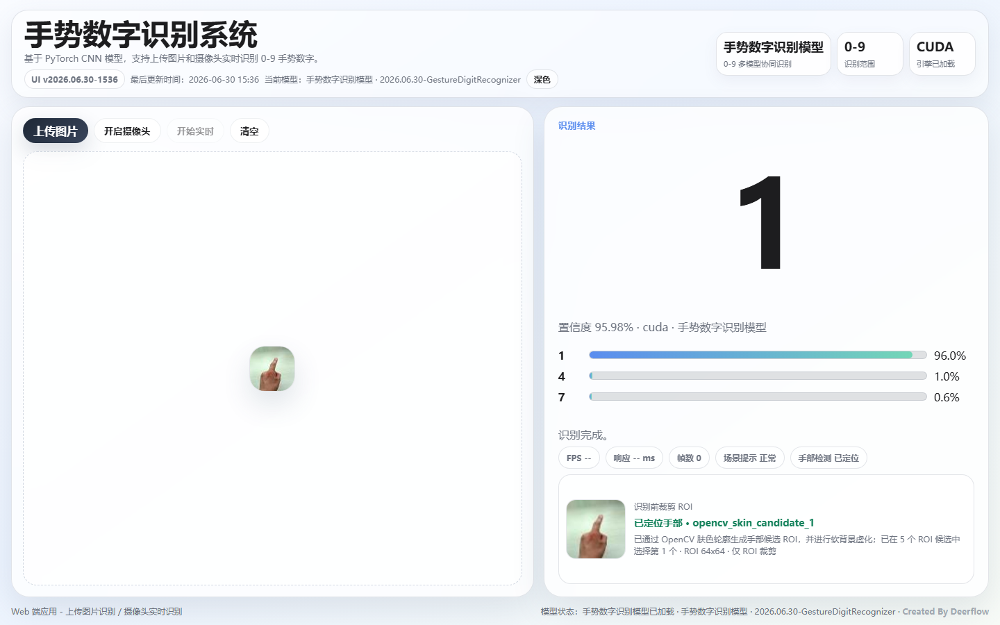 手势数字识别系统
基于 PyTorch CNN 模型，支持上传图片和摄像头实时识别 0-9 手势数字。
UI v2026.06.30-1536 最后更新时间：2026-06-30 15:36 当前模型：手势数字识别模型 · 2026.06.30-GestureDigitRecognizer 深色
手势数字识别模型
0-9 多模型协同识别
0-9
识别范围
CUDA
引擎已加载
上传图片 开启摄像头 开始实时 清空
识别结果
1
置信度 95.98% · cuda · 手势数字识别模型
1 96.0%
4 1.0%
7 0.6%
识别完成。
FPS -- 响应 -- ms 帧数 0 场景提示 正常 手部检测 已定位
识别前裁剪 ROI
已定位手部 • opencv_skin_candidate_1
已通过 OpenCV 肤色轮廓生成手部候选 ROI，并进行软背景虚化；已在 5 个 ROI 候选中
选择第 1 个 · ROI 64x64 · 仅 ROI 裁剪
Web 端应用 - 上传图片识别 / 摄像头实时识别
模型状态：手势数字识别模型已加载 · 手势数字识别模型 · 2026.06.30-GestureDigitRecognizer · Created By Deerflow